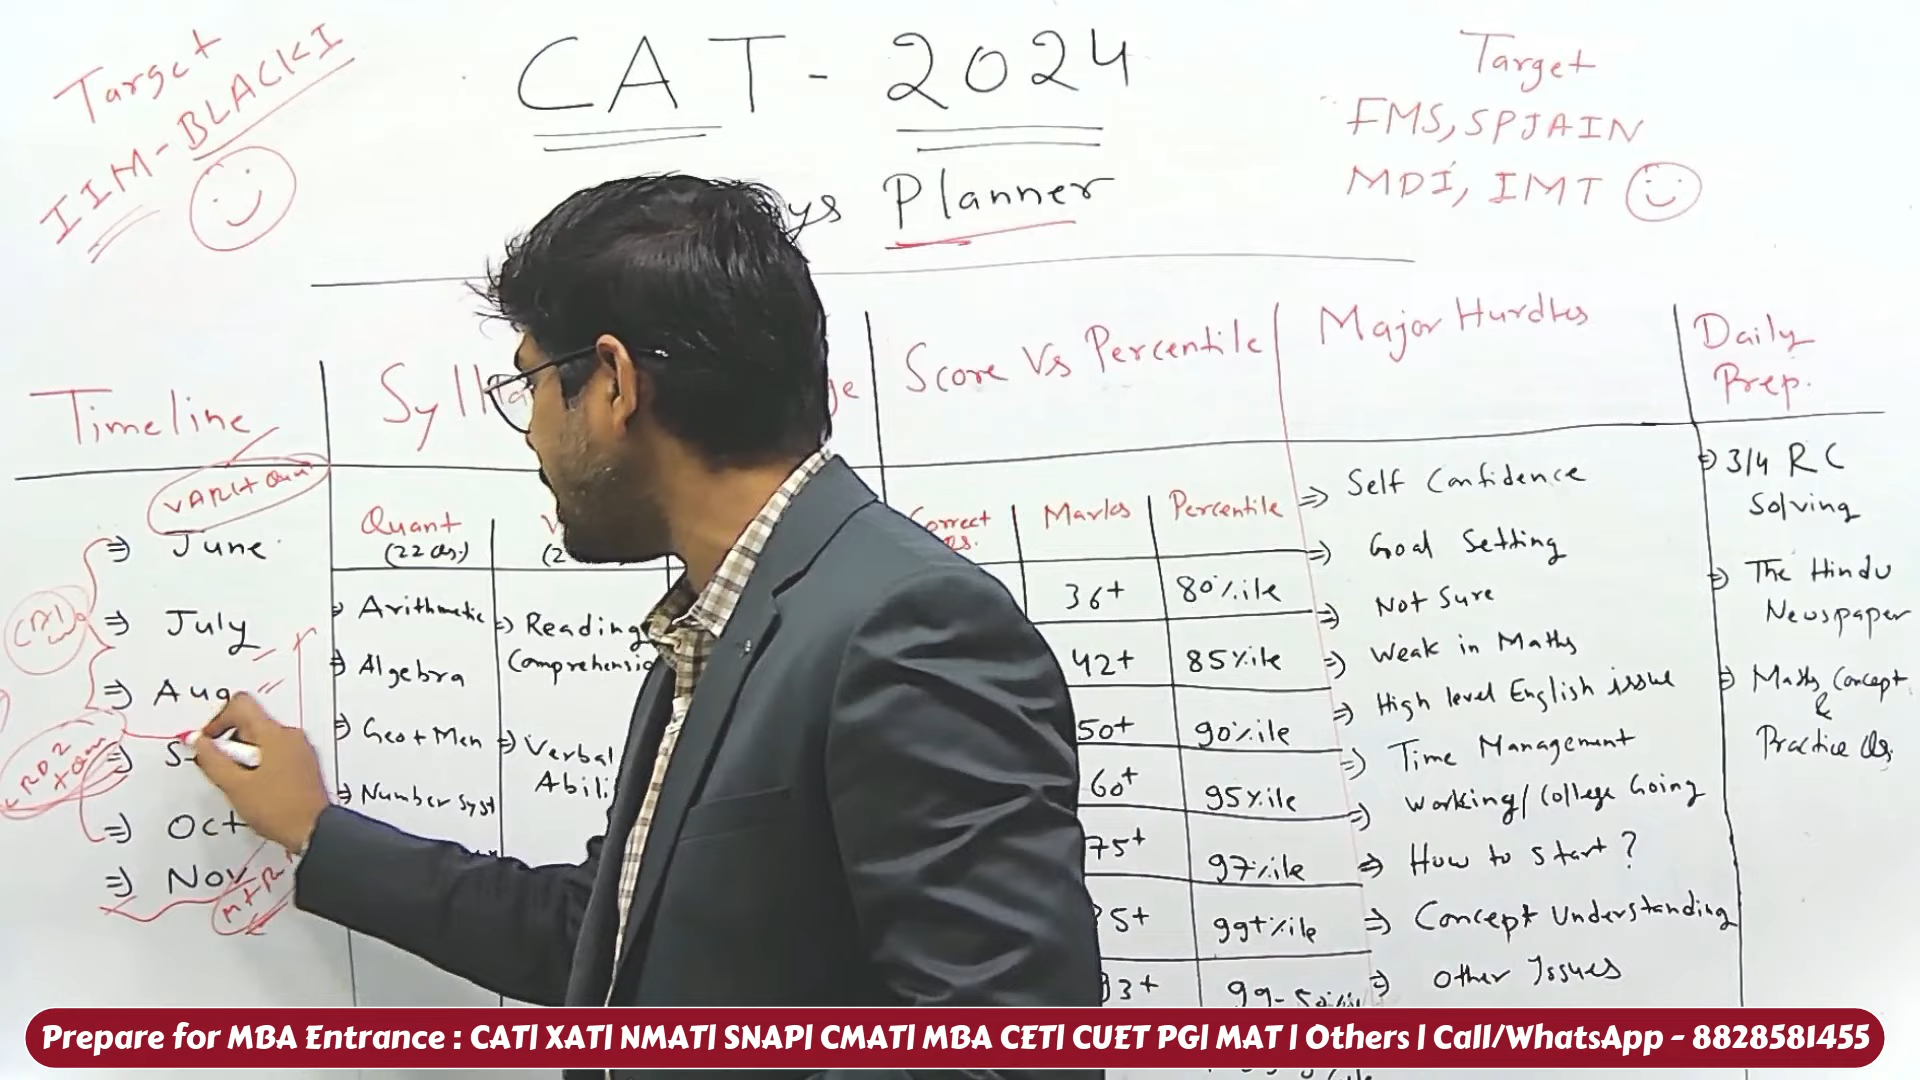 Target
IIM-BLACKI
CAT-2024
Planner
Target
FMS, SPJAIN
MDI, IMT
Timeline
Score Vs Percentile
Major Hurdles
Daily
Prep.
June
July
Aug
Oct
Nov
Quant
(22 Qs.)
Arithmetic
Algebra
Geo + Men
Number Syst
Reading
Verbal
Marks
Percentile
36+ 80%ile
42+ 85%ile
50+ 90%ile
60+ 95%ile
75+ 97%ile
99+%ile
⇒ Self Confidence
⇒ Goal Setting
⇒ Not Sure
⇒ Weak in Maths
⇒ High level English issue
⇒ Time Management
⇒ Working/College Going
⇒ How to start?
⇒ Concept Understanding
⇒ Other Issues
⇒ 3/4 RC
Solving
⇒ The Hindu
Newspaper
⇒ Maths Concept
&
Practice Qs.
Prepare for MBA Entrance : CAT| XAT| NMAT| SNAP| CMAT| MBA CET| CUET PG| MAT | Others | Call/WhatsApp - 8828581455